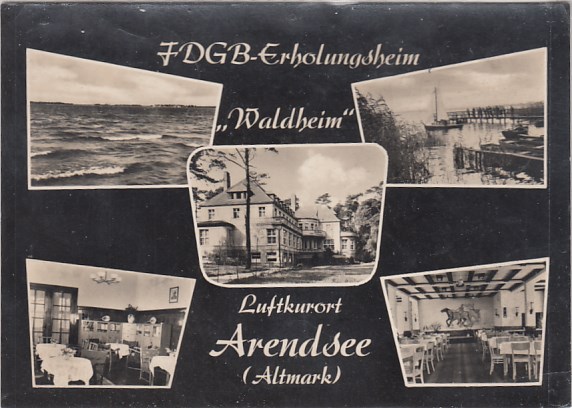 FDGB-Erholungsheim
„Waldheim“
Luftkurort
Arendsee
(Altmark)